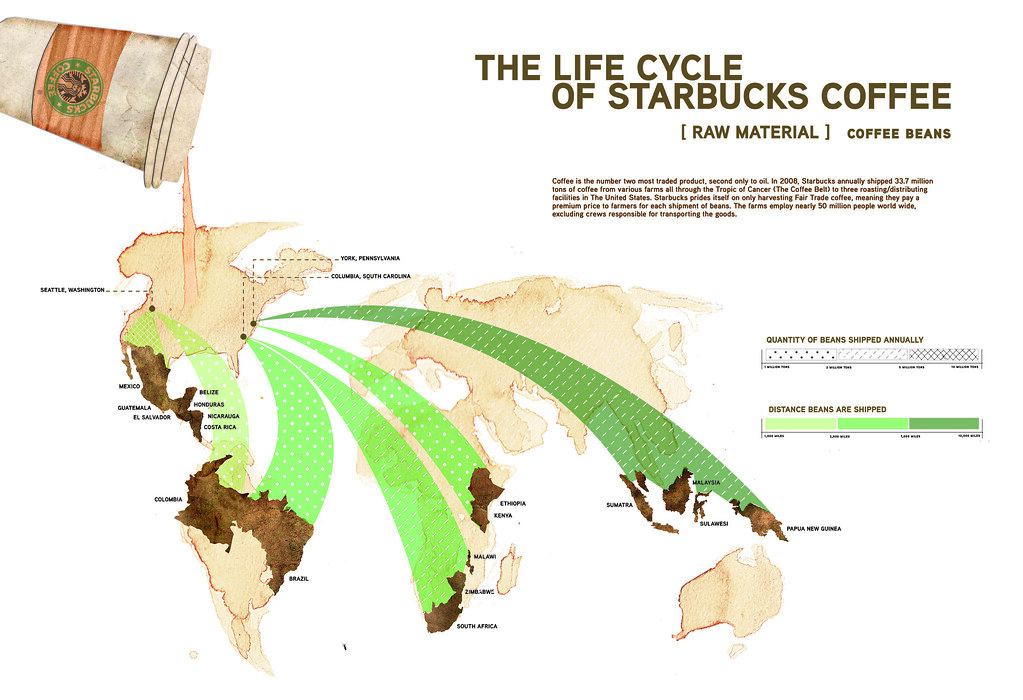 STARBUCKS
COFFEE
THE LIFE CYCLE
OF STARBUCKS COFFEE
[ RAW MATERIAL ] COFFEE BEANS
Coffee is the number two most traded product, second only to oil. In 2008, Starbucks annually shipped 33.7 million
tons of coffee from various farms all through the Tropic of Cancer (The Coffee Belt) to three roasting/distributing
facilities in The United States. Starbucks prides itself on only harvesting Fair Trade coffee, meaning they pay a
premium price to farmers for each shipment of beans. The farms employ nearly 50 million people world wide,
excluding crews responsible for transporting the goods.
YORK, PENNSYLVANIA
COLUMBIA, SOUTH CAROLINA
SEATTLE, WASHINGTON
QUANTITY OF BEANS SHIPPED ANNUALLY
1 MILLION TONS 2 MILLION TONS 5 MILLION TONS 10 MILLION TONS
DISTANCE BEANS ARE SHIPPED
1,000 MILES 3,000 MILES 5,000 MILES 10,000 MILES
MEXICO
BELIZE
HONDURAS
GUATEMALA
EL SALVADOR
NICARAUGA
COSTA RICA
COLOMBIA
BRAZIL
ETHIOPIA
KENYA
MALAWI
ZIMBABWE
SOUTH AFRICA
MALAYSIA
SUMATRA
SULAWESI
PAPUA NEW GUINEA